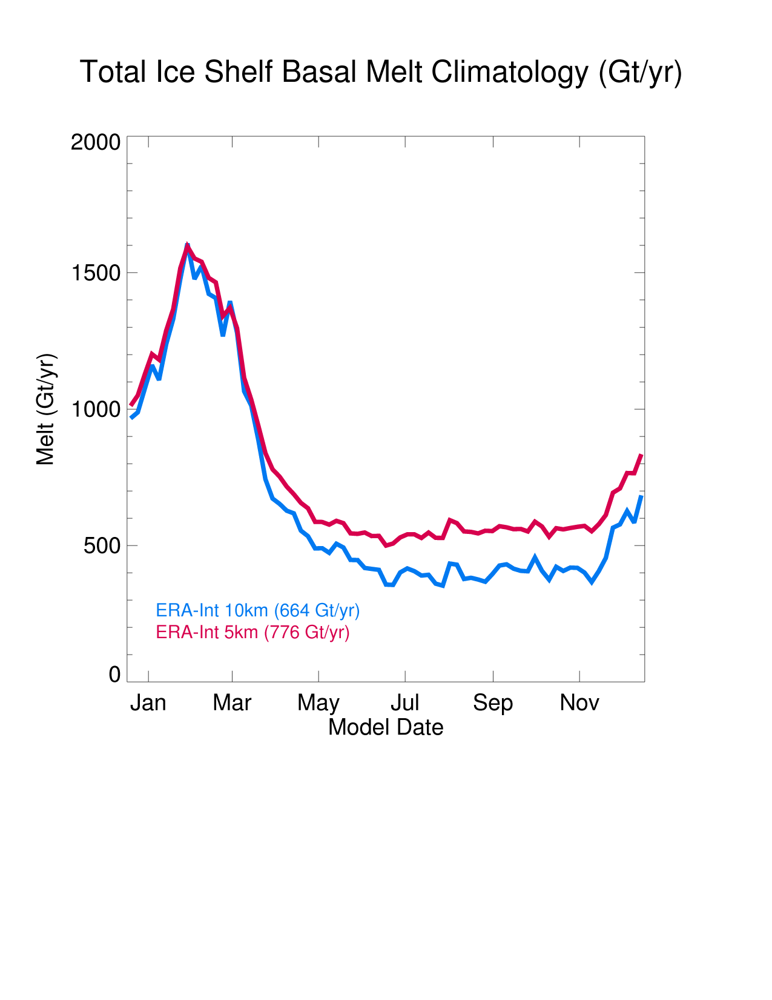 Total Ice Shelf Basal Melt Climatology (Gt/yr)
2000
1500
1000
500
0
Melt (Gt/yr)
ERA-Int 10km (664 Gt/yr)
ERA-Int 5km (776 Gt/yr)
Jan Mar May Jul Sep Nov
Model Date